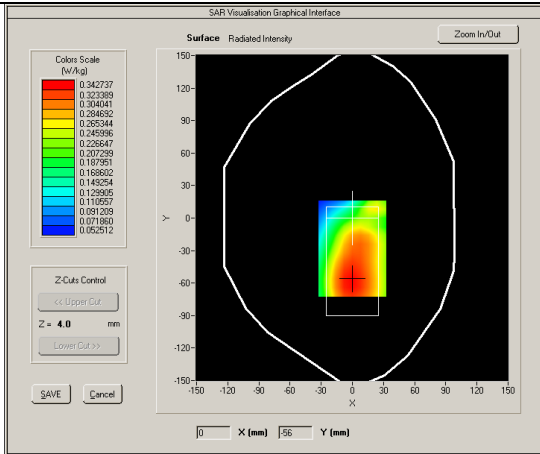 SAR Visualisation Graphical Interface
Surface Radiated Intensity
Zoom In/Out
Colors Scale
(W/kg)
0.342737
0.323389
0.304041
0.284692
0.265344
0.245996
0.226647
0.207299
0.187951
0.168602
0.149254
0.129905
0.110557
0.091209
0.071860
0.052512
Z-Cuts Control
<< Upper Cut
Z = 4.0 mm
Lower Cut >>
SAVE
Cancel
150
120
90
60
30
0
-30
-60
-90
-120
-150
Y
-150 -120 -90 -60 -30 0 30 60 90 120 150
X
0 X (mm) -56 Y (mm)